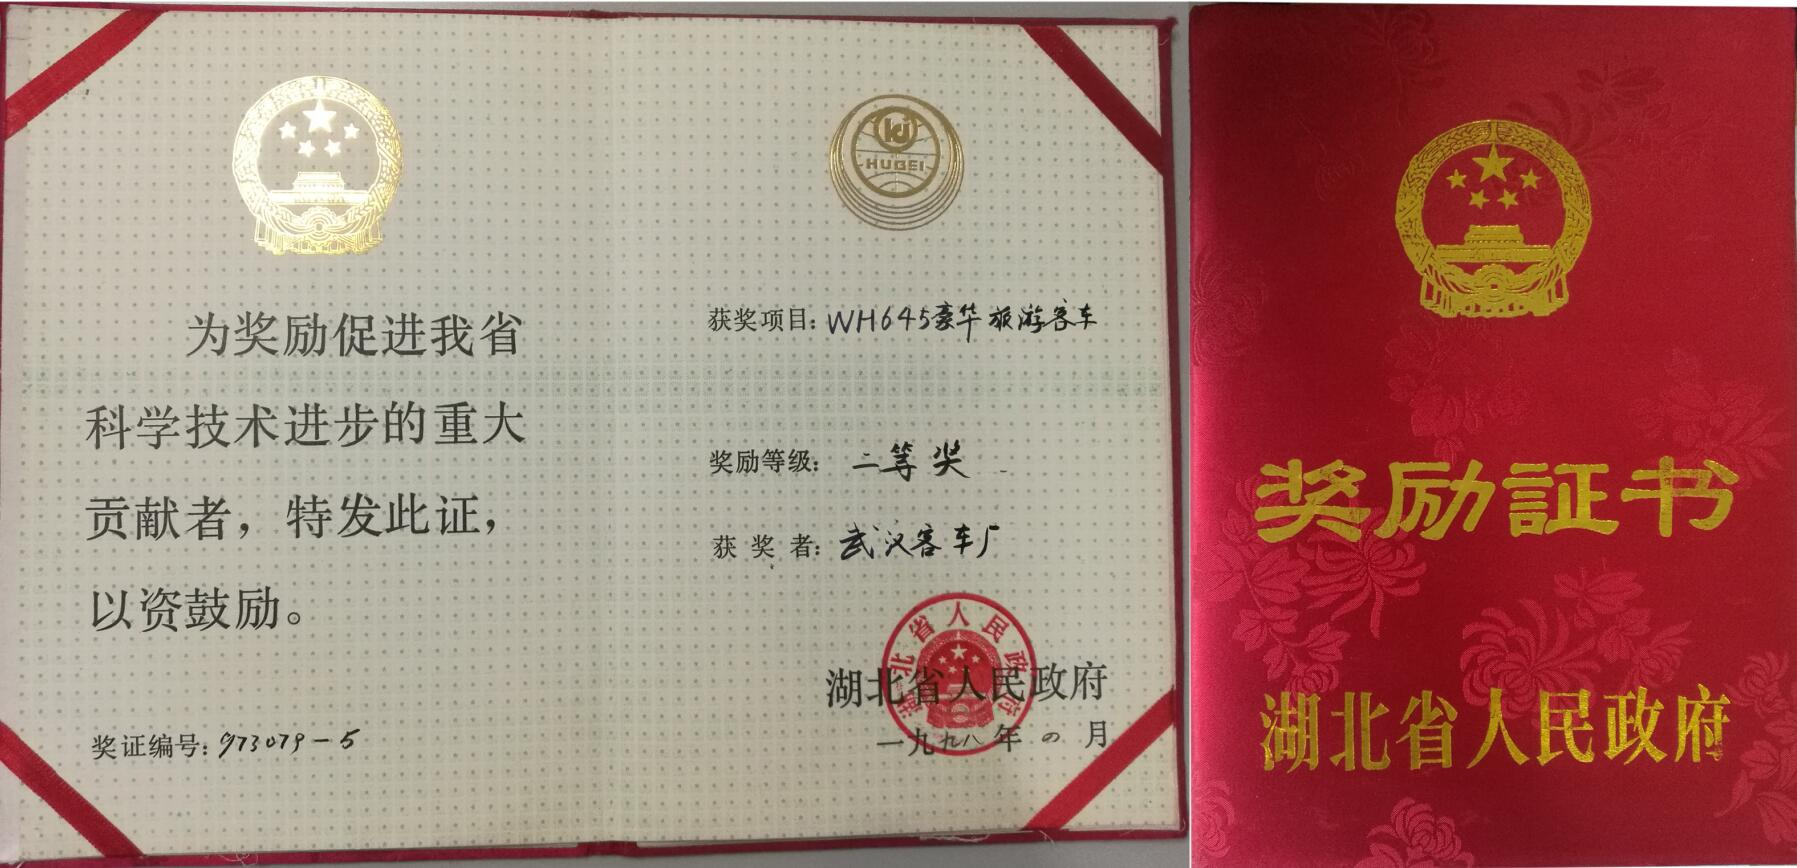 为奖励促进我省
科学技术进步的重大
贡献者，特发此证，
以资鼓励。
奖证编号：973079-5
kj
HUBEI
获奖项目：WH645豪华旅游客车
奖励等级：二等奖
获奖者：武汉客车厂
湖北省人民政府
湖北省人民政府
一九九八年四月
奖励証书
湖北省人民政府